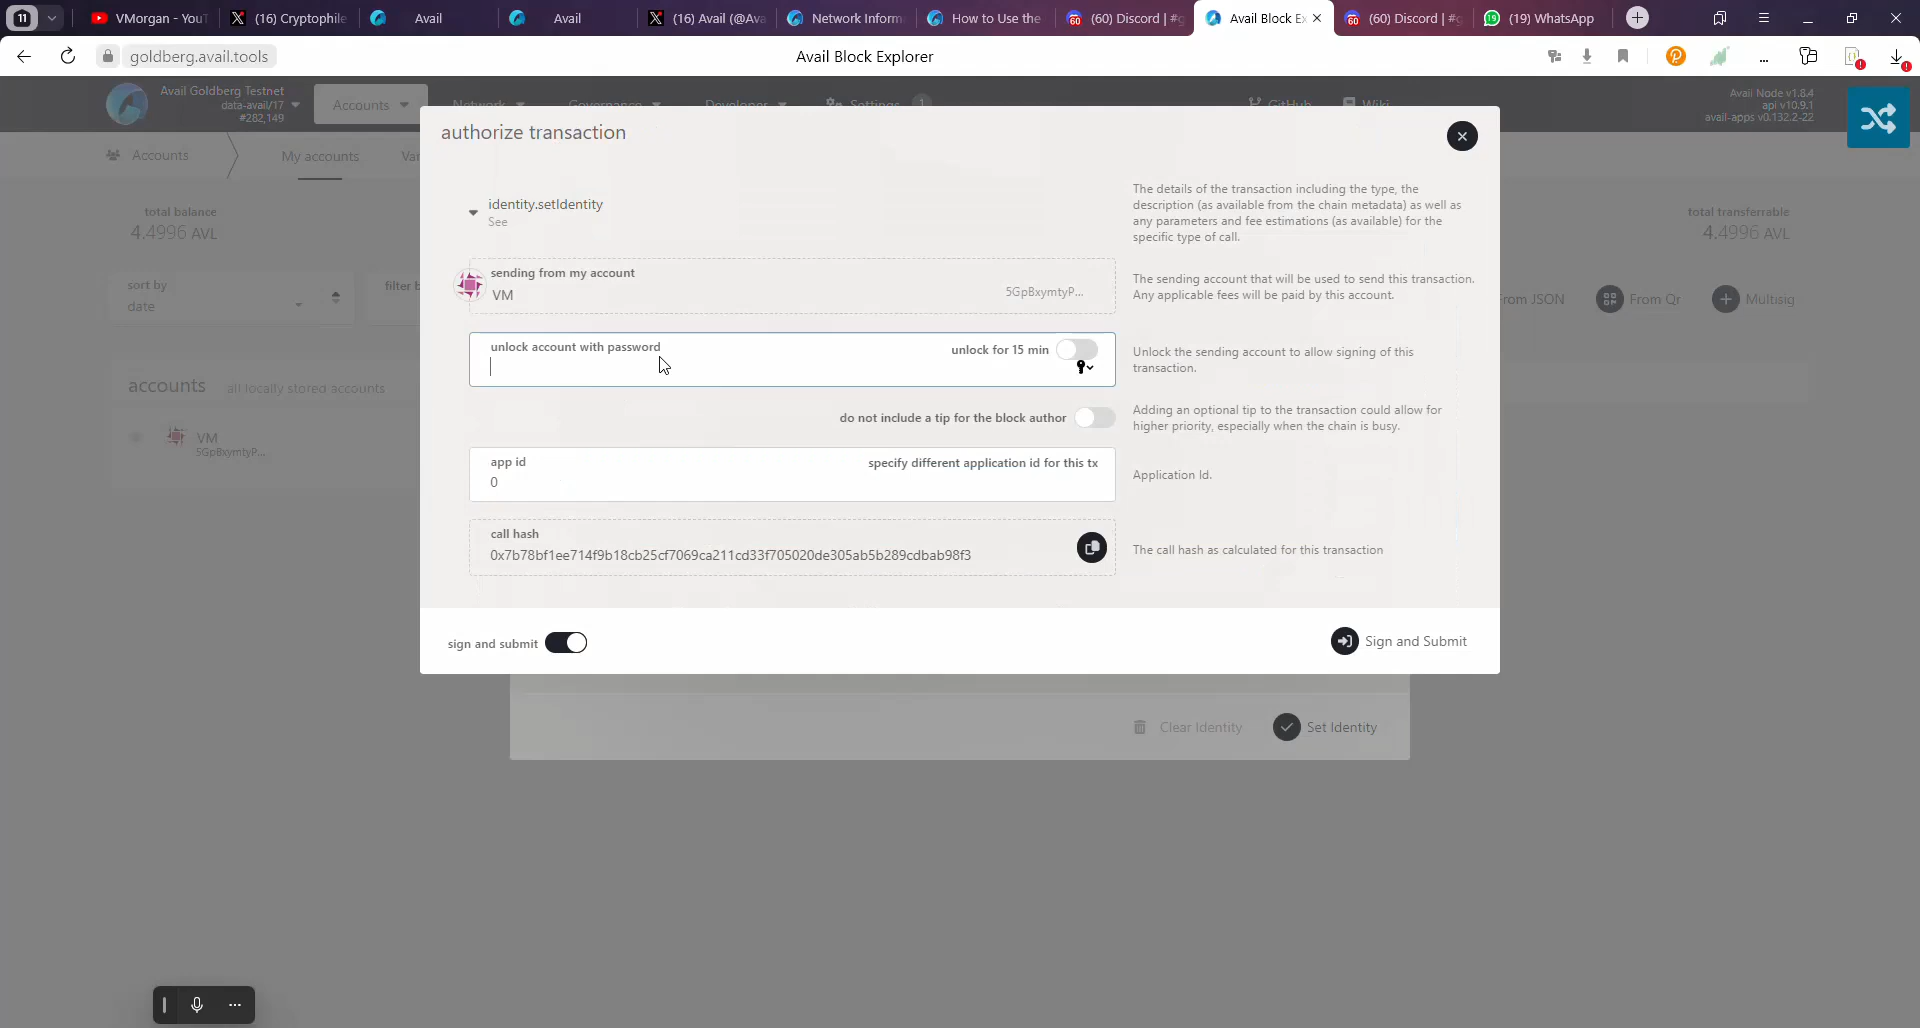 11
VMorgan - YouT
(16) Cryptophile
Avail
Avail
(16) Avail (@Ava
Network Inform
How to Use the
(60) Discord | #g
Avail Block Ex
(60) Discord | #g
(19) WhatsApp
goldberg.avail.tools
Avail Block Explorer
Avail Goldberg Testnet
data-avail/17
#282,149
Accounts
Network
Governance
Developer
Settings
1
GitHub
Wiki
Avail Node v1.8.4
api v10.9.1
avail-apps v0.132.2-22
authorize transaction
Accounts
My accounts
identity.setIdentity
See
The details of the transaction including the type, the
description (as available from the chain metadata) as well as
any parameters and fee estimations (as available) for the
specific type of call.
total balance
4.4996 AVL
total transferrable
4.4996 AVL
sending from my account
VM
5GpBxymtyP...
The sending account that will be used to send this transaction.
Any applicable fees will be paid by this account.
sort by
date
filter b
From JSON
From Qr
Multisig
unlock account with password
unlock for 15 min
Unlock the sending account to allow signing of this
transaction.
accounts
all locally stored accounts
VM
5GpBxymtyP...
do not include a tip for the block author
Adding an optional tip to the transaction could allow for
higher priority, especially when the chain is busy.
app id
0
specify different application id for this tx
Application Id.
call hash
0x7b78bf1ee714f9b18cb25cf7069ca211cd33f705020de305ab5b289cdbab98f3
The call hash as calculated for this transaction
sign and submit
Sign and Submit
Clear Identity
Set Identity